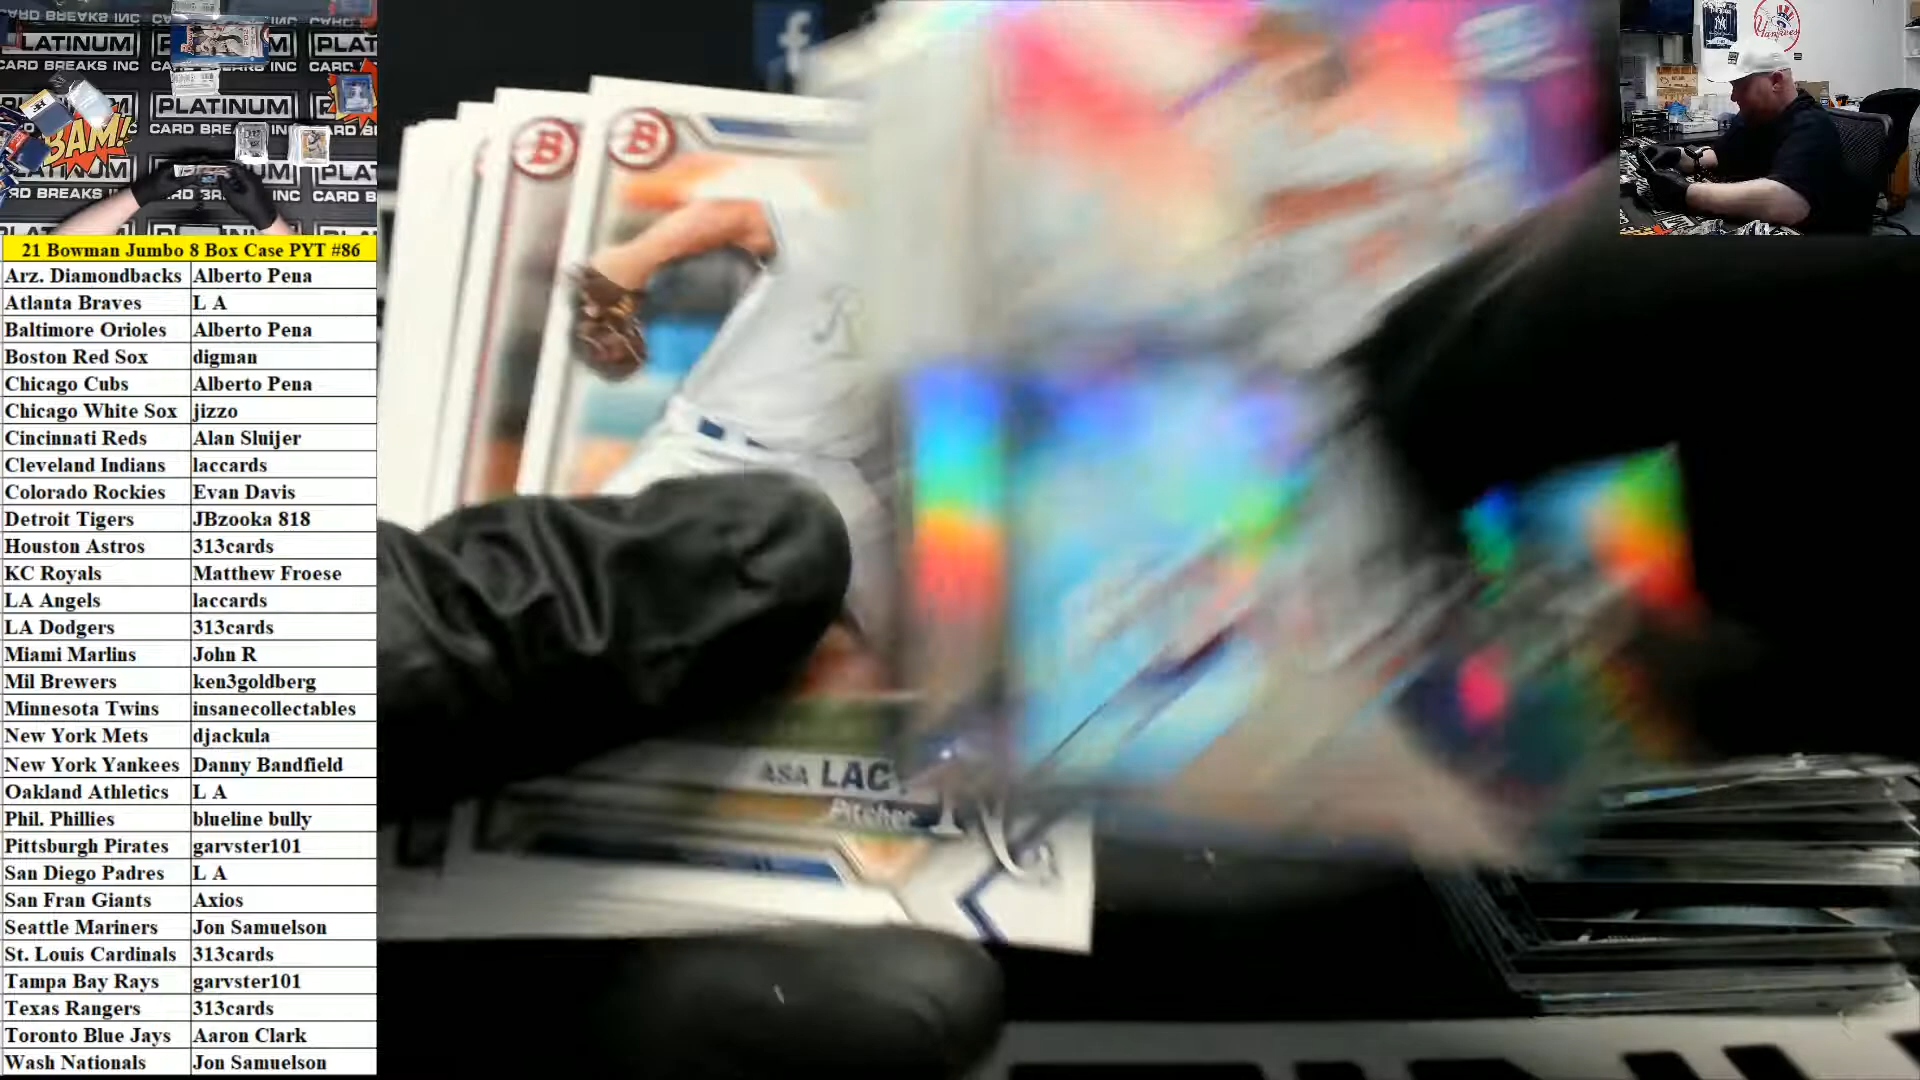 PLATINUM
CARD BREAKS INC
BAM!
21 Bowman Jumbo 8 Box Case PYT #86
Arz. Diamondbacks Alberto Pena
Atlanta Braves L A
Baltimore Orioles Alberto Pena
Boston Red Sox digman
Chicago Cubs Alberto Pena
Chicago White Sox jizzo
Cincinnati Reds Alan Sluijer
Cleveland Indians laccards
Colorado Rockies Evan Davis
Detroit Tigers JBzooka 818
Houston Astros 313cards
KC Royals Matthew Froese
LA Angels laccards
LA Dodgers 313cards
Miami Marlins John R
Mil Brewers ken3goldberg
Minnesota Twins insanecollectables
New York Mets djackula
New York Yankees Danny Bandfield
Oakland Athletics L A
Phil. Phillies blueline bully
Pittsburgh Pirates garvster101
San Diego Padres L A
San Fran Giants Axios
Seattle Mariners Jon Samuelson
St. Louis Cardinals 313cards
Tampa Bay Rays garvster101
Texas Rangers 313cards
Toronto Blue Jays Aaron Clark
Wash Nationals Jon Samuelson
B
B
R
ASA LAC
Pitcher
f
Yankees